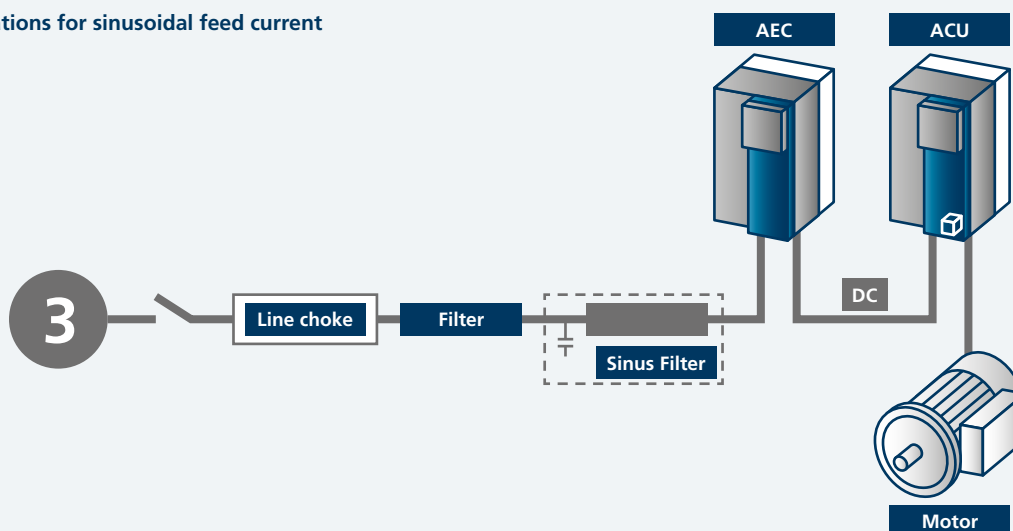 tions for sinusoidal feed current
AEC
ACU
DC
3
Line choke
Filter
Sinus Filter
Motor